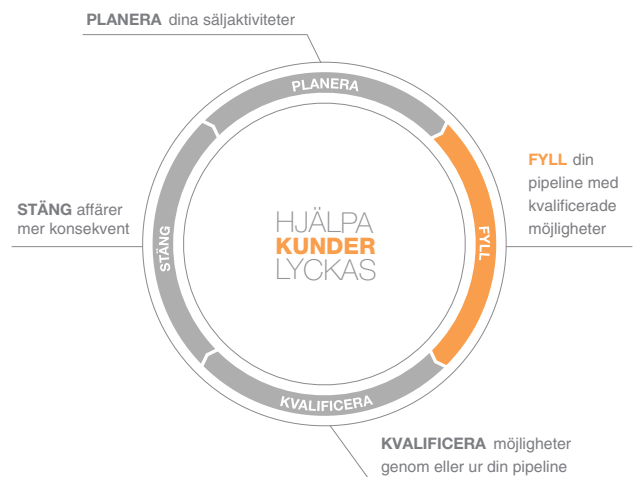 PLANERA dina säljaktiviteter
PLANERA
FYLL din
pipeline med
kvalificerade
möjligheter
STÄNG affärer
mer konsekvent
STÄNG
HJÄLPA
KUNDER
LYCKAS
FYLL
KVALIFICERA
KVALIFICERA möjligheter
genom eller ur din pipeline